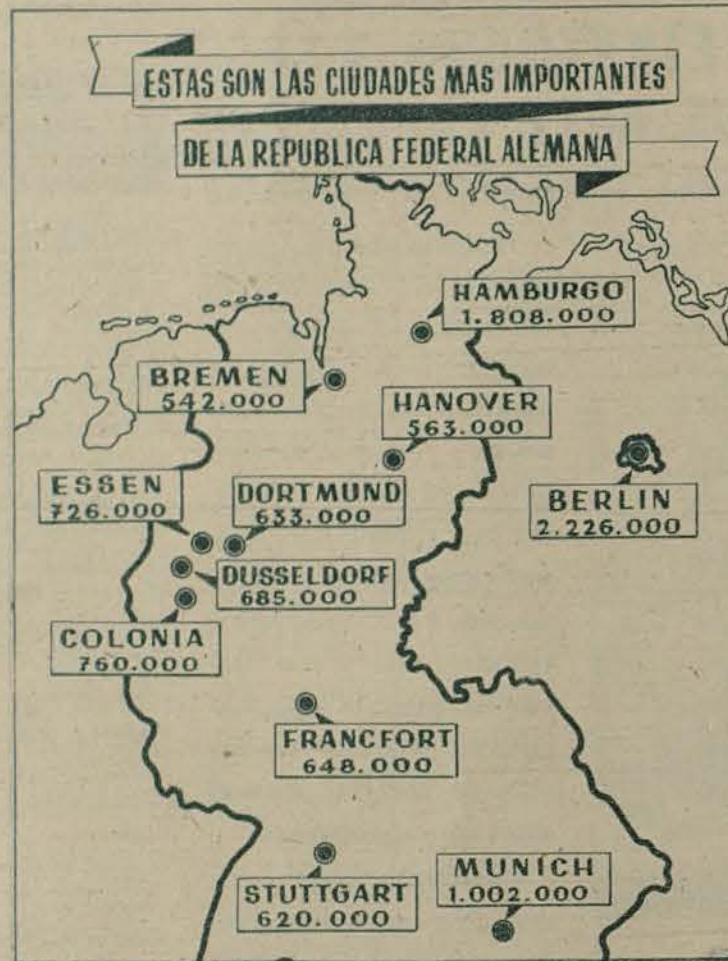 ESTAS SON LAS CIUDADES MAS IMPORTANTES
DE LA REPUBLICA FEDERAL ALEMANA
HAMBURGO
1.808.000
BREMEN
542.000
HANOVER
563.000
BERLIN
2.226.000
ESSEN
726.000
DORTMUND
633.000
DUSSELDORF
685.000
COLONIA
760.000
FRANCFORT
648.000
STUTTGART
620.000
MUNICH
1.002.000